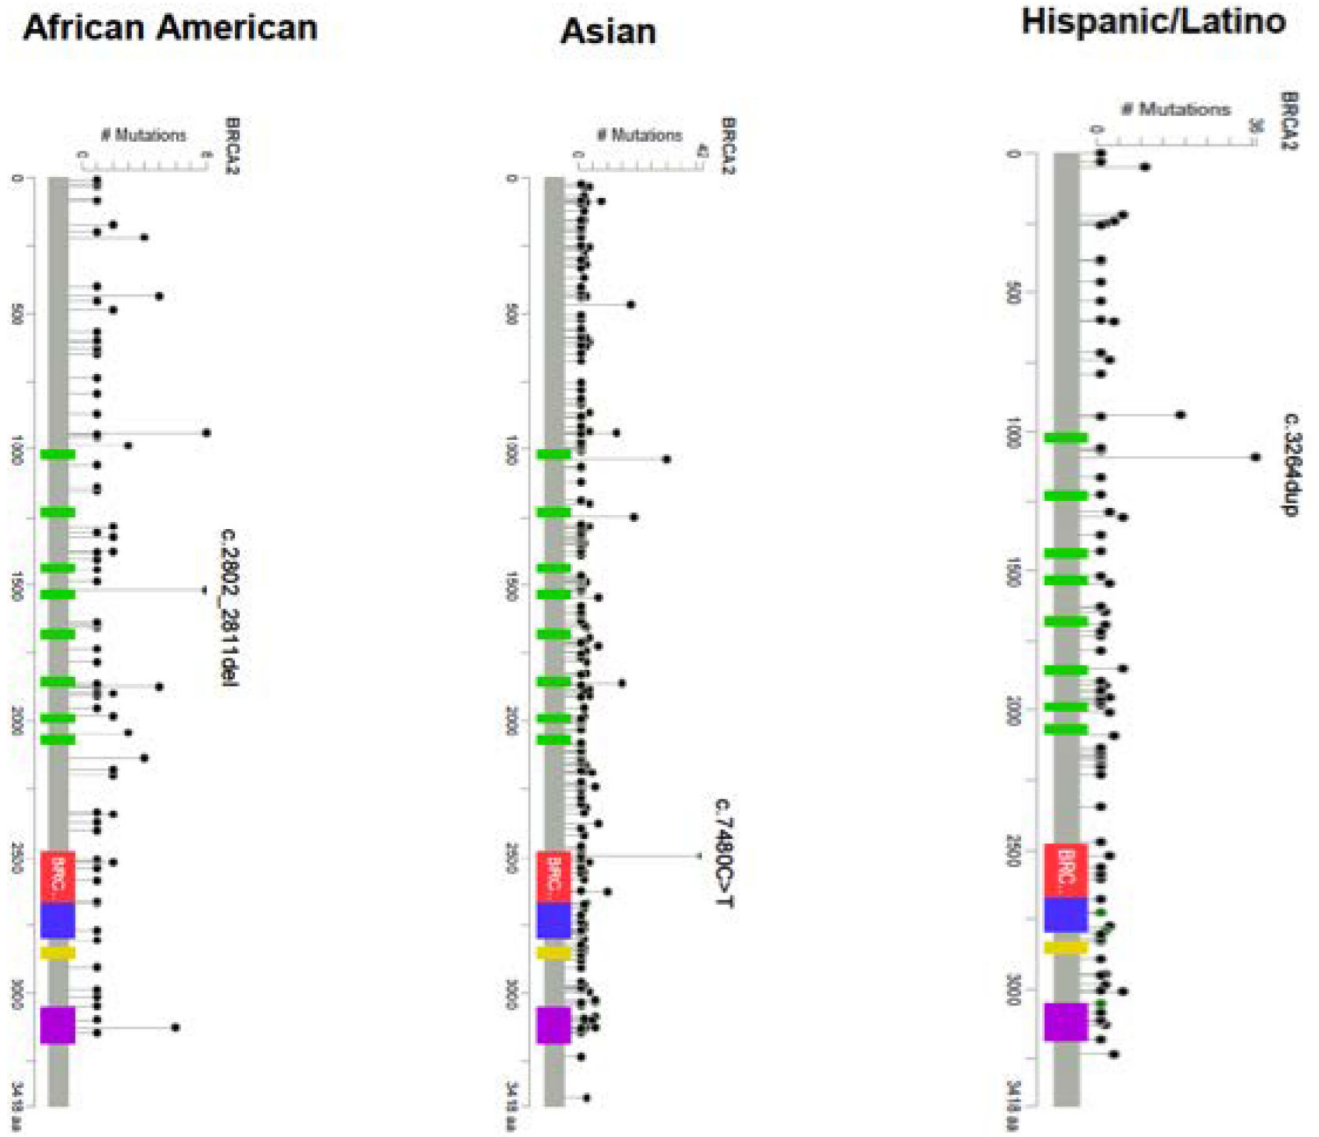 African American
BRCA2
# Mutations
0
8
0
500
1000
1500
2000
2500
3000
3418 aa
c.2802_2811del
BRC..
Asian
BRCA2
# Mutations
0
42
0
500
1000
1500
2000
2500
3000
3418 aa
c.7480C>T
BRC..
Hispanic/Latino
BRCA2
# Mutations
0
36
0
500
1000
1500
2000
2500
3000
3418 aa
c.3264dup
BRC..